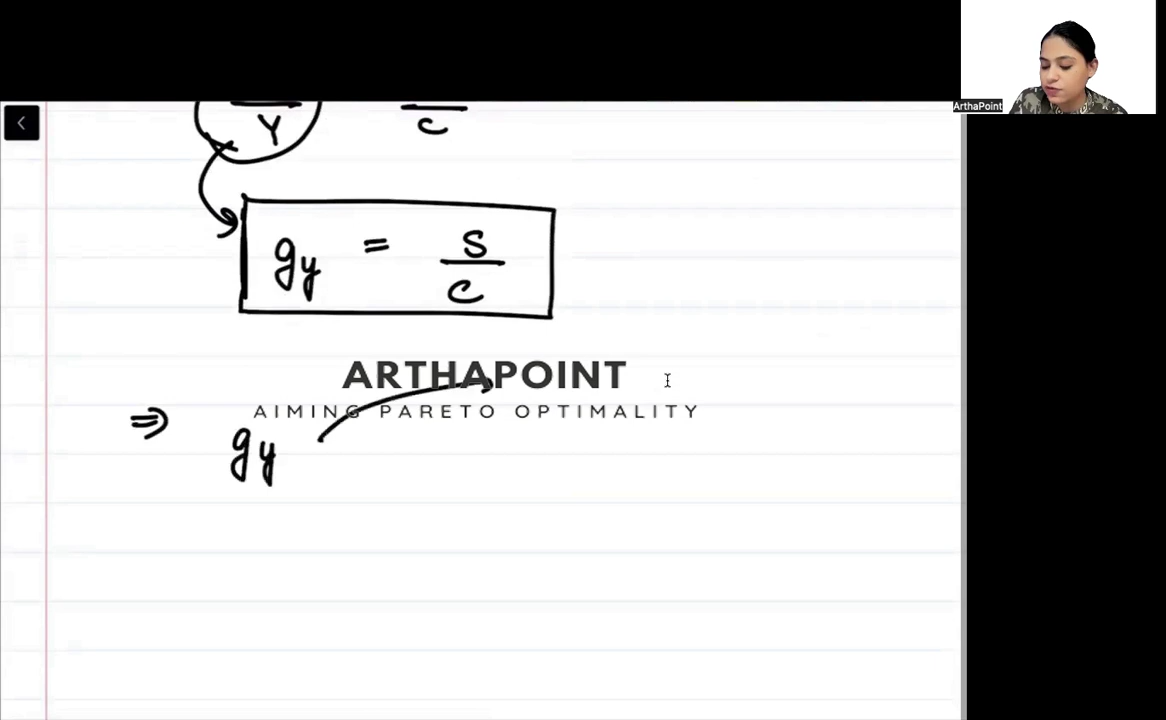 Y c
gy = s/c
ARTHAPOINT
AIMING PARETO OPTIMALITY
⇒ gy
ArthaPoint